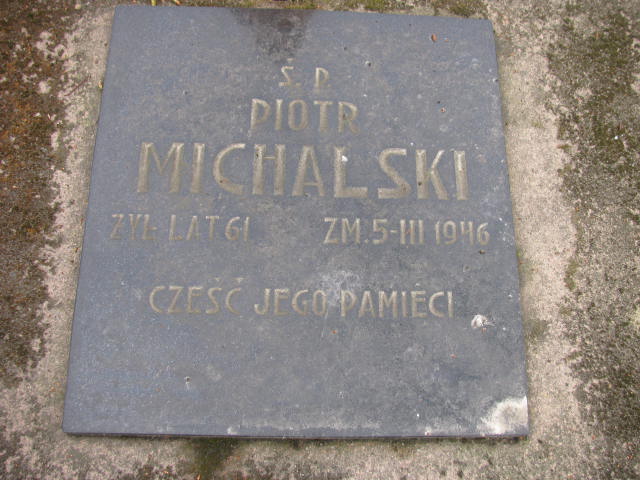 Ś. P.
PIOTR
MICHALSKI
ŻYŁ LAT 61 ZM. 5-III 1946
CZEŚĆ JEGO PAMIĘCI